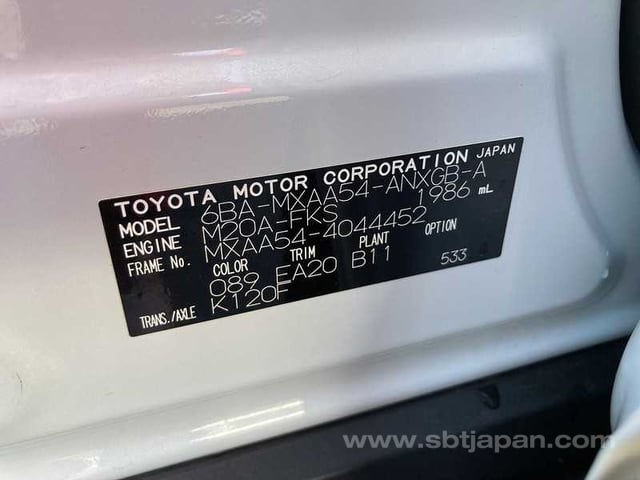 TOYOTA MOTOR CORPORATION JAPAN
MODEL 6BA-MXAA54-ANXGB-A
ENGINE M20A-FKS 1986 mL
FRAME No. MXAA54-4044452
COLOR TRIM PLANT OPTION
089 EA20 B11 533
TRANS./AXLE K120F
www.sbtjapan.com